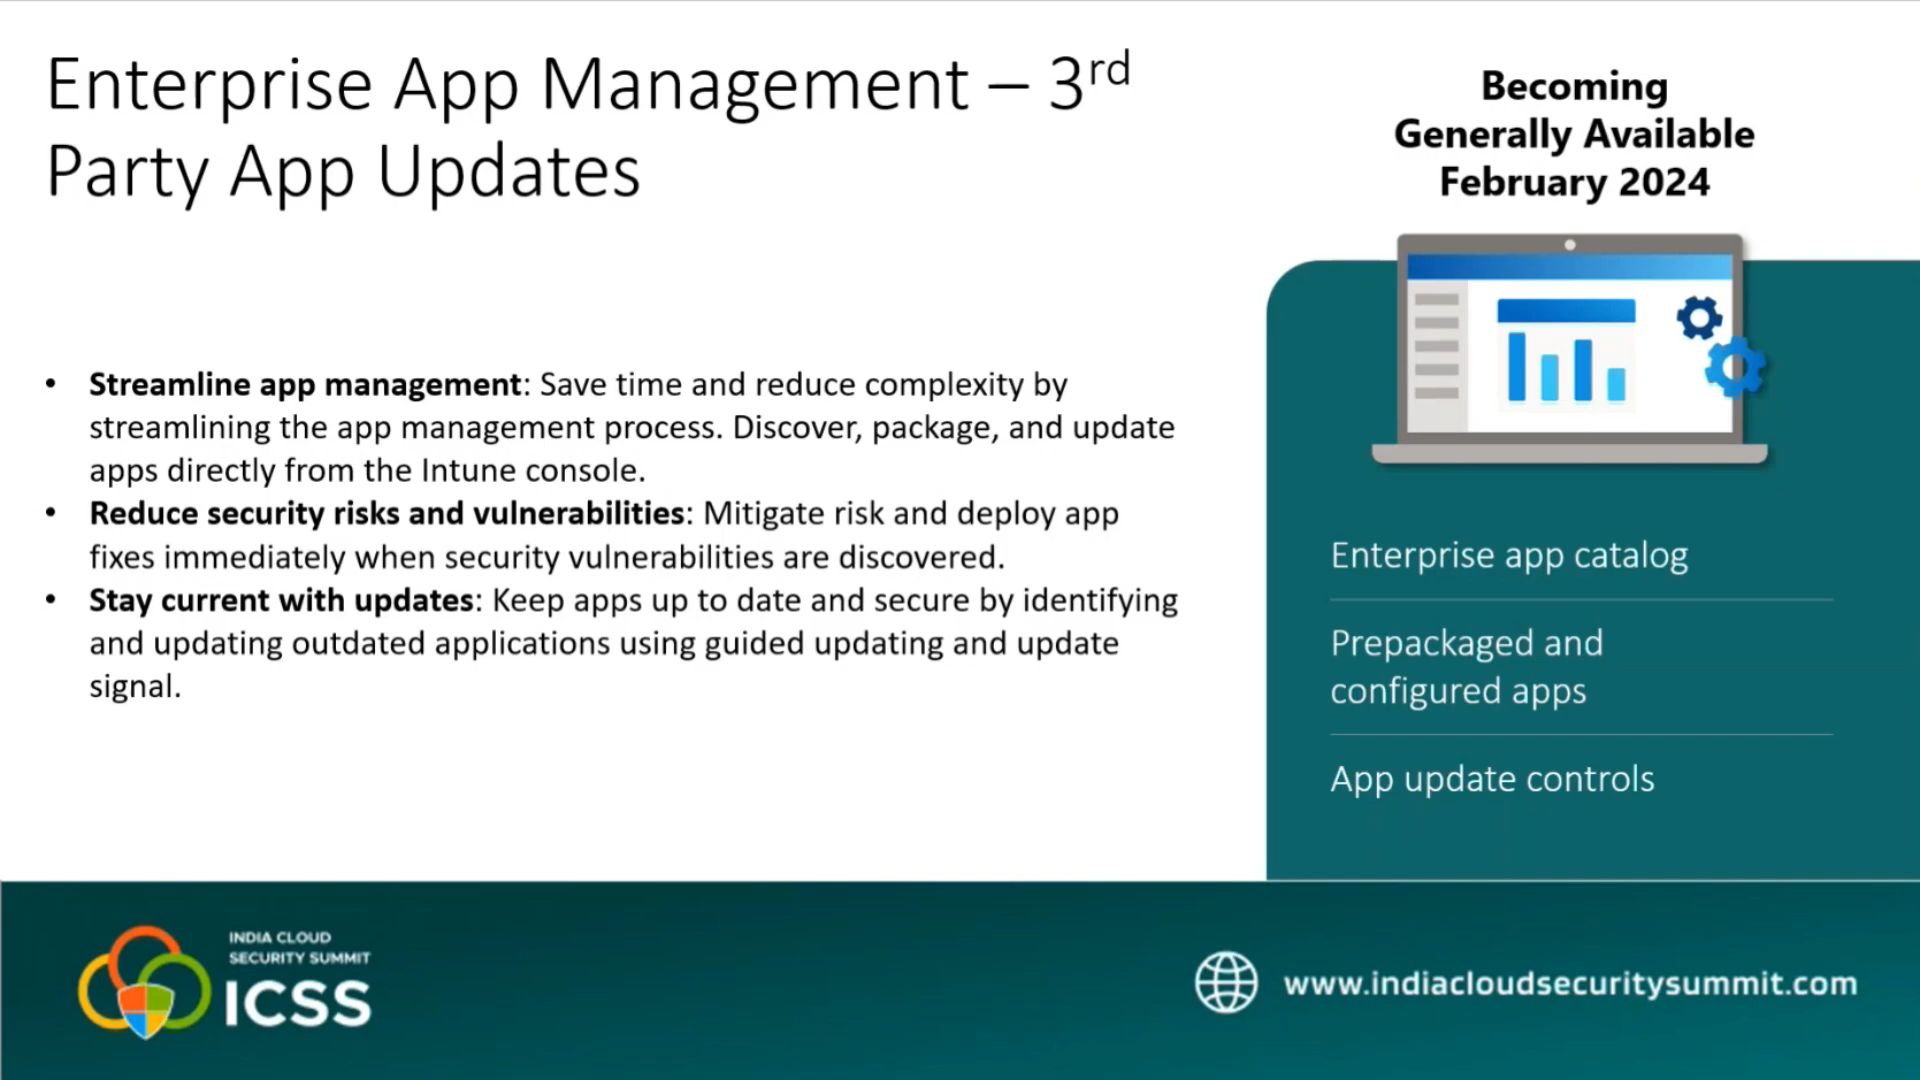 Enterprise App Management – 3rd
Party App Updates
Becoming
Generally Available
February 2024
• Streamline app management: Save time and reduce complexity by
streamlining the app management process. Discover, package, and update
apps directly from the Intune console.
• Reduce security risks and vulnerabilities: Mitigate risk and deploy app
fixes immediately when security vulnerabilities are discovered.
• Stay current with updates: Keep apps up to date and secure by identifying
and updating outdated applications using guided updating and update
signal.
Enterprise app catalog
Prepackaged and
configured apps
App update controls
INDIA CLOUD
SECURITY SUMMIT
ICSS
www.indiacloudsecuritysummit.com